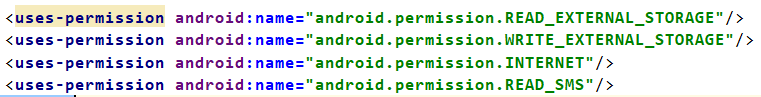 <uses-permission android:name="android.permission.READ_EXTERNAL_STORAGE"/>
<uses-permission android:name="android.permission.WRITE_EXTERNAL_STORAGE"/>
<uses-permission android:name="android.permission.INTERNET"/>
<uses-permission android:name="android.permission.READ_SMS"/>